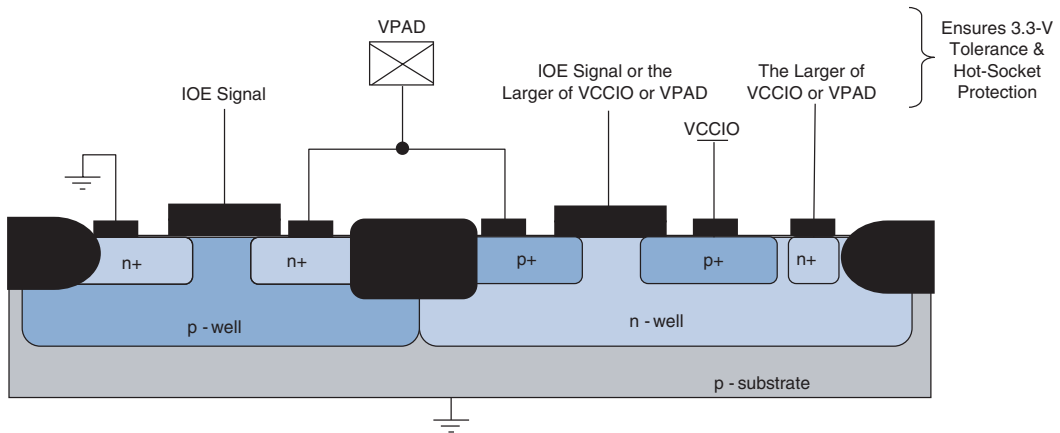 VPAD
IOE Signal
IOE Signal or the
Larger of VCCIO or VPAD
The Larger of
VCCIO or VPAD
Ensures 3.3-V
Tolerance &
Hot-Socket
Protection
VCCIO
n+
n+
p+
p+
n+
p - well
n - well
p - substrate